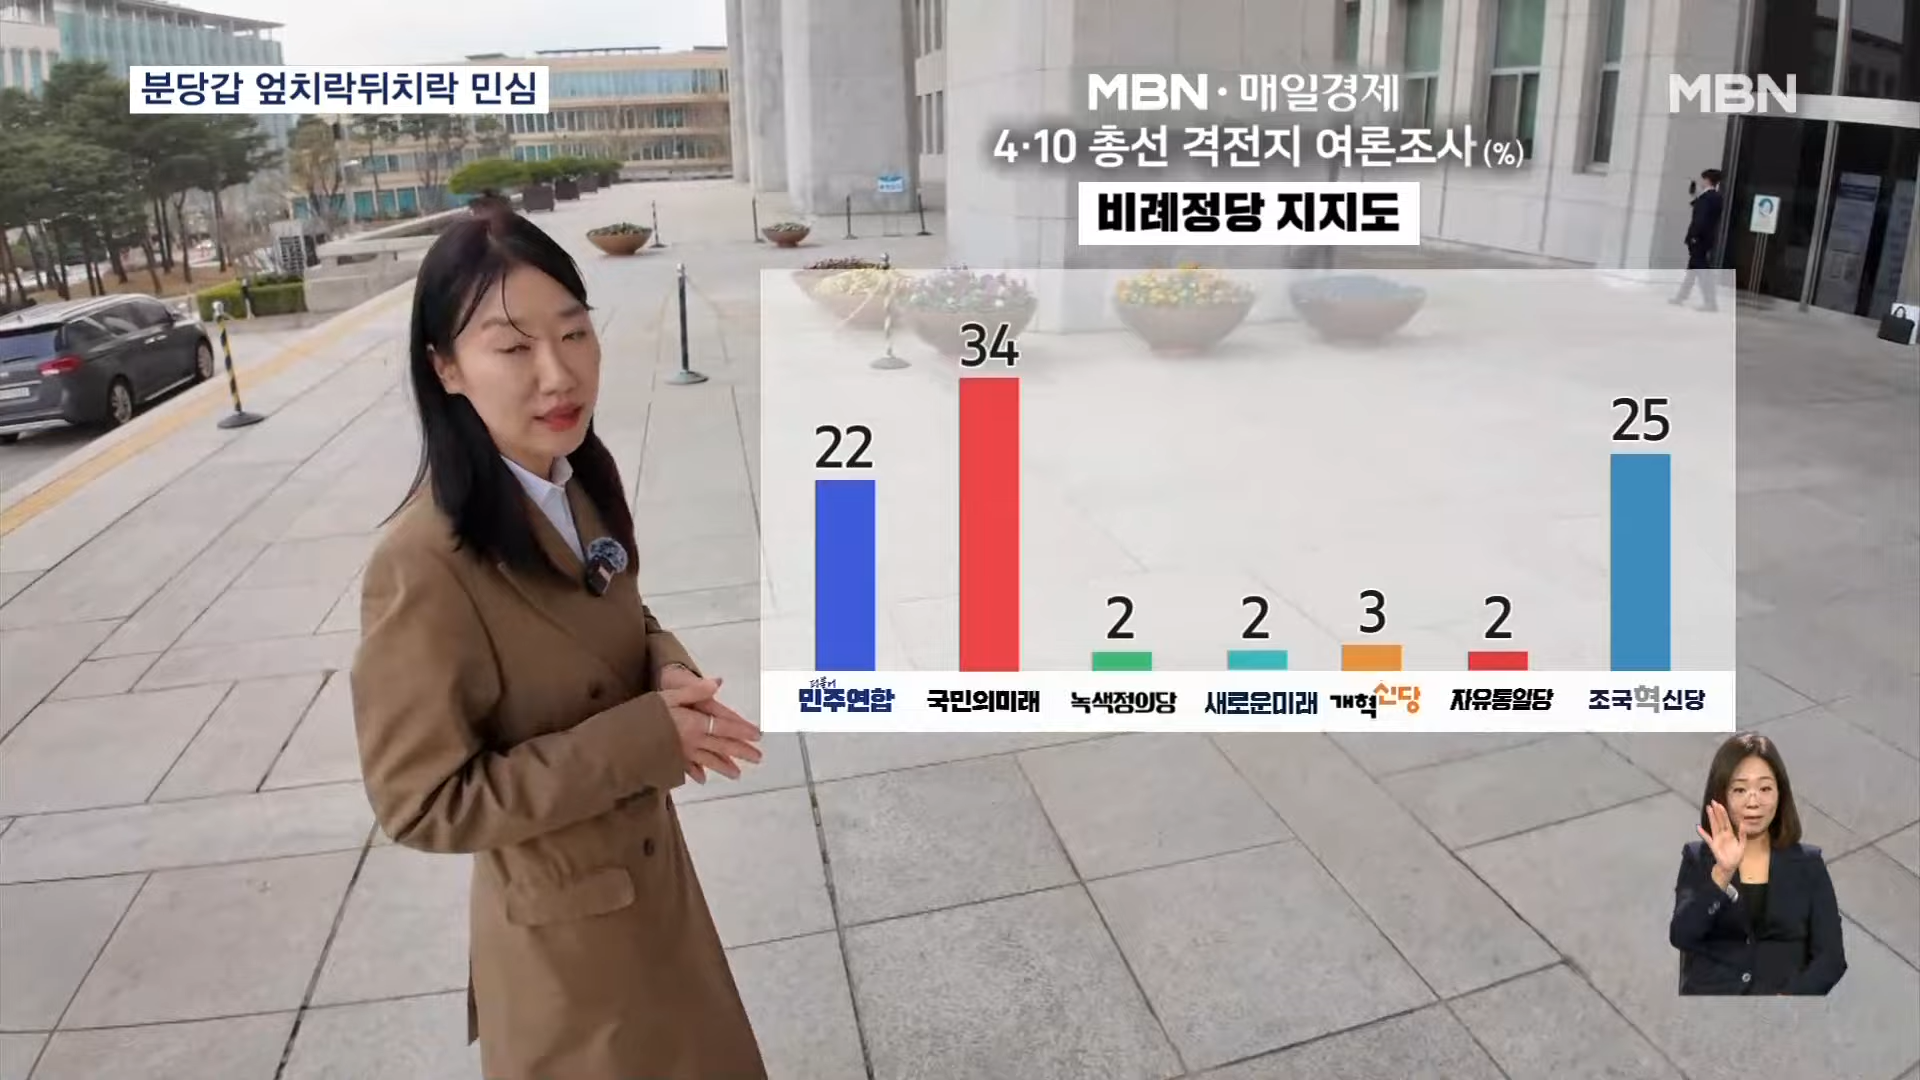 분당갑 엎치락뒤치락 민심
MBN·매일경제
MBN
4·10 총선 격전지 여론조사(%)
비례정당 지지도
22
34
2
2
3
2
25
더불어
민주연합
국민의미래
녹색정의당
새로운미래
개혁신당
자유통일당
조국혁신당